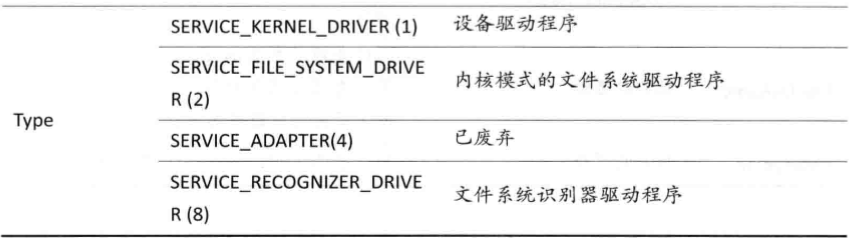 SERVICE_KERNEL_DRIVER (1) 设备驱动程序
SERVICE_FILE_SYSTEM_DRIVE
R (2)
内核模式的文件系统驱动程序
Type
SERVICE_ADAPTER(4) 已废弃
SERVICE_RECOGNIZER_DRIVE
R (8)
文件系统识别器驱动程序